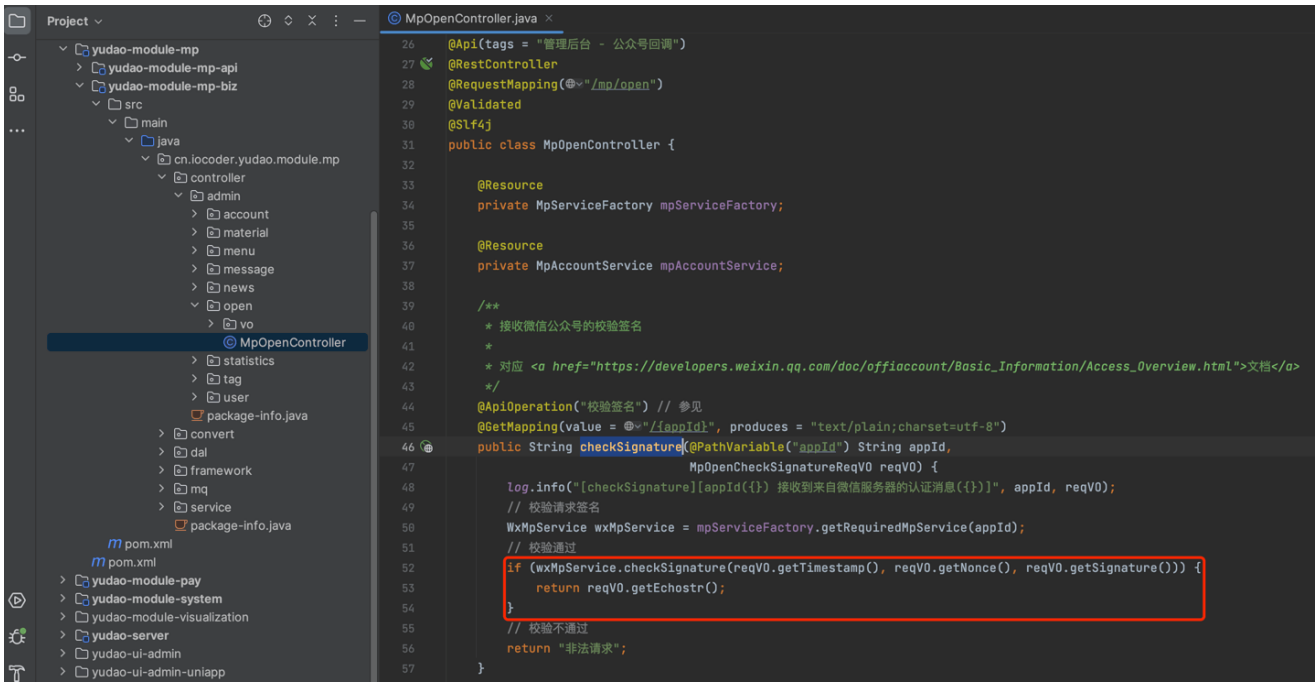 Project
yudao-module-mp
yudao-module-mp-api
yudao-module-mp-biz
src
main
java
cn.iocoder.yudao.module.mp
controller
admin
account
material
menu
message
news
open
vo
MpOpenController
statistics
tag
user
package-info.java
convert
dal
framework
mq
service
package-info.java
pom.xml
pom.xml
yudao-module-pay
yudao-module-system
yudao-module-visualization
yudao-server
yudao-ui-admin
yudao-ui-admin-uniapp
MpOpenController.java
26 @Api(tags = "管理后台 - 公众号回调")
27 @RestController
28 @RequestMapping("/mp/open")
29 @Validated
30 @Slf4j
31 public class MpOpenController {
32
33 @Resource
34 private MpServiceFactory mpServiceFactory;
35
36 @Resource
37 private MpAccountService mpAccountService;
38
39 /**
40 * 接收微信公众号的校验签名
41 *
42 * 对应 <a href="https://developers.weixin.qq.com/doc/offiaccount/Basic_Information/Access_Overview.html">文档</a>
43 */
44 @ApiOperation("校验签名") // 参见
45 @GetMapping(value = "/{appId}", produces = "text/plain;charset=utf-8")
46 public String checkSignature(@PathVariable("appId") String appId,
47 MpOpenCheckSignatureReqVO reqVO) {
48 log.info("[checkSignature][appId({}) 接收到来自微信服务器的认证消息({})]", appId, reqVO);
49 // 校验请求签名
50 WxMpService wxMpService = mpServiceFactory.getRequiredMpService(appId);
51 // 校验通过
52 if (wxMpService.checkSignature(reqVO.getTimestamp(), reqVO.getNonce(), reqVO.getSignature())) {
53 return reqVO.getEchostr();
54 }
55 // 校验不通过
56 return "非法请求";
57 }